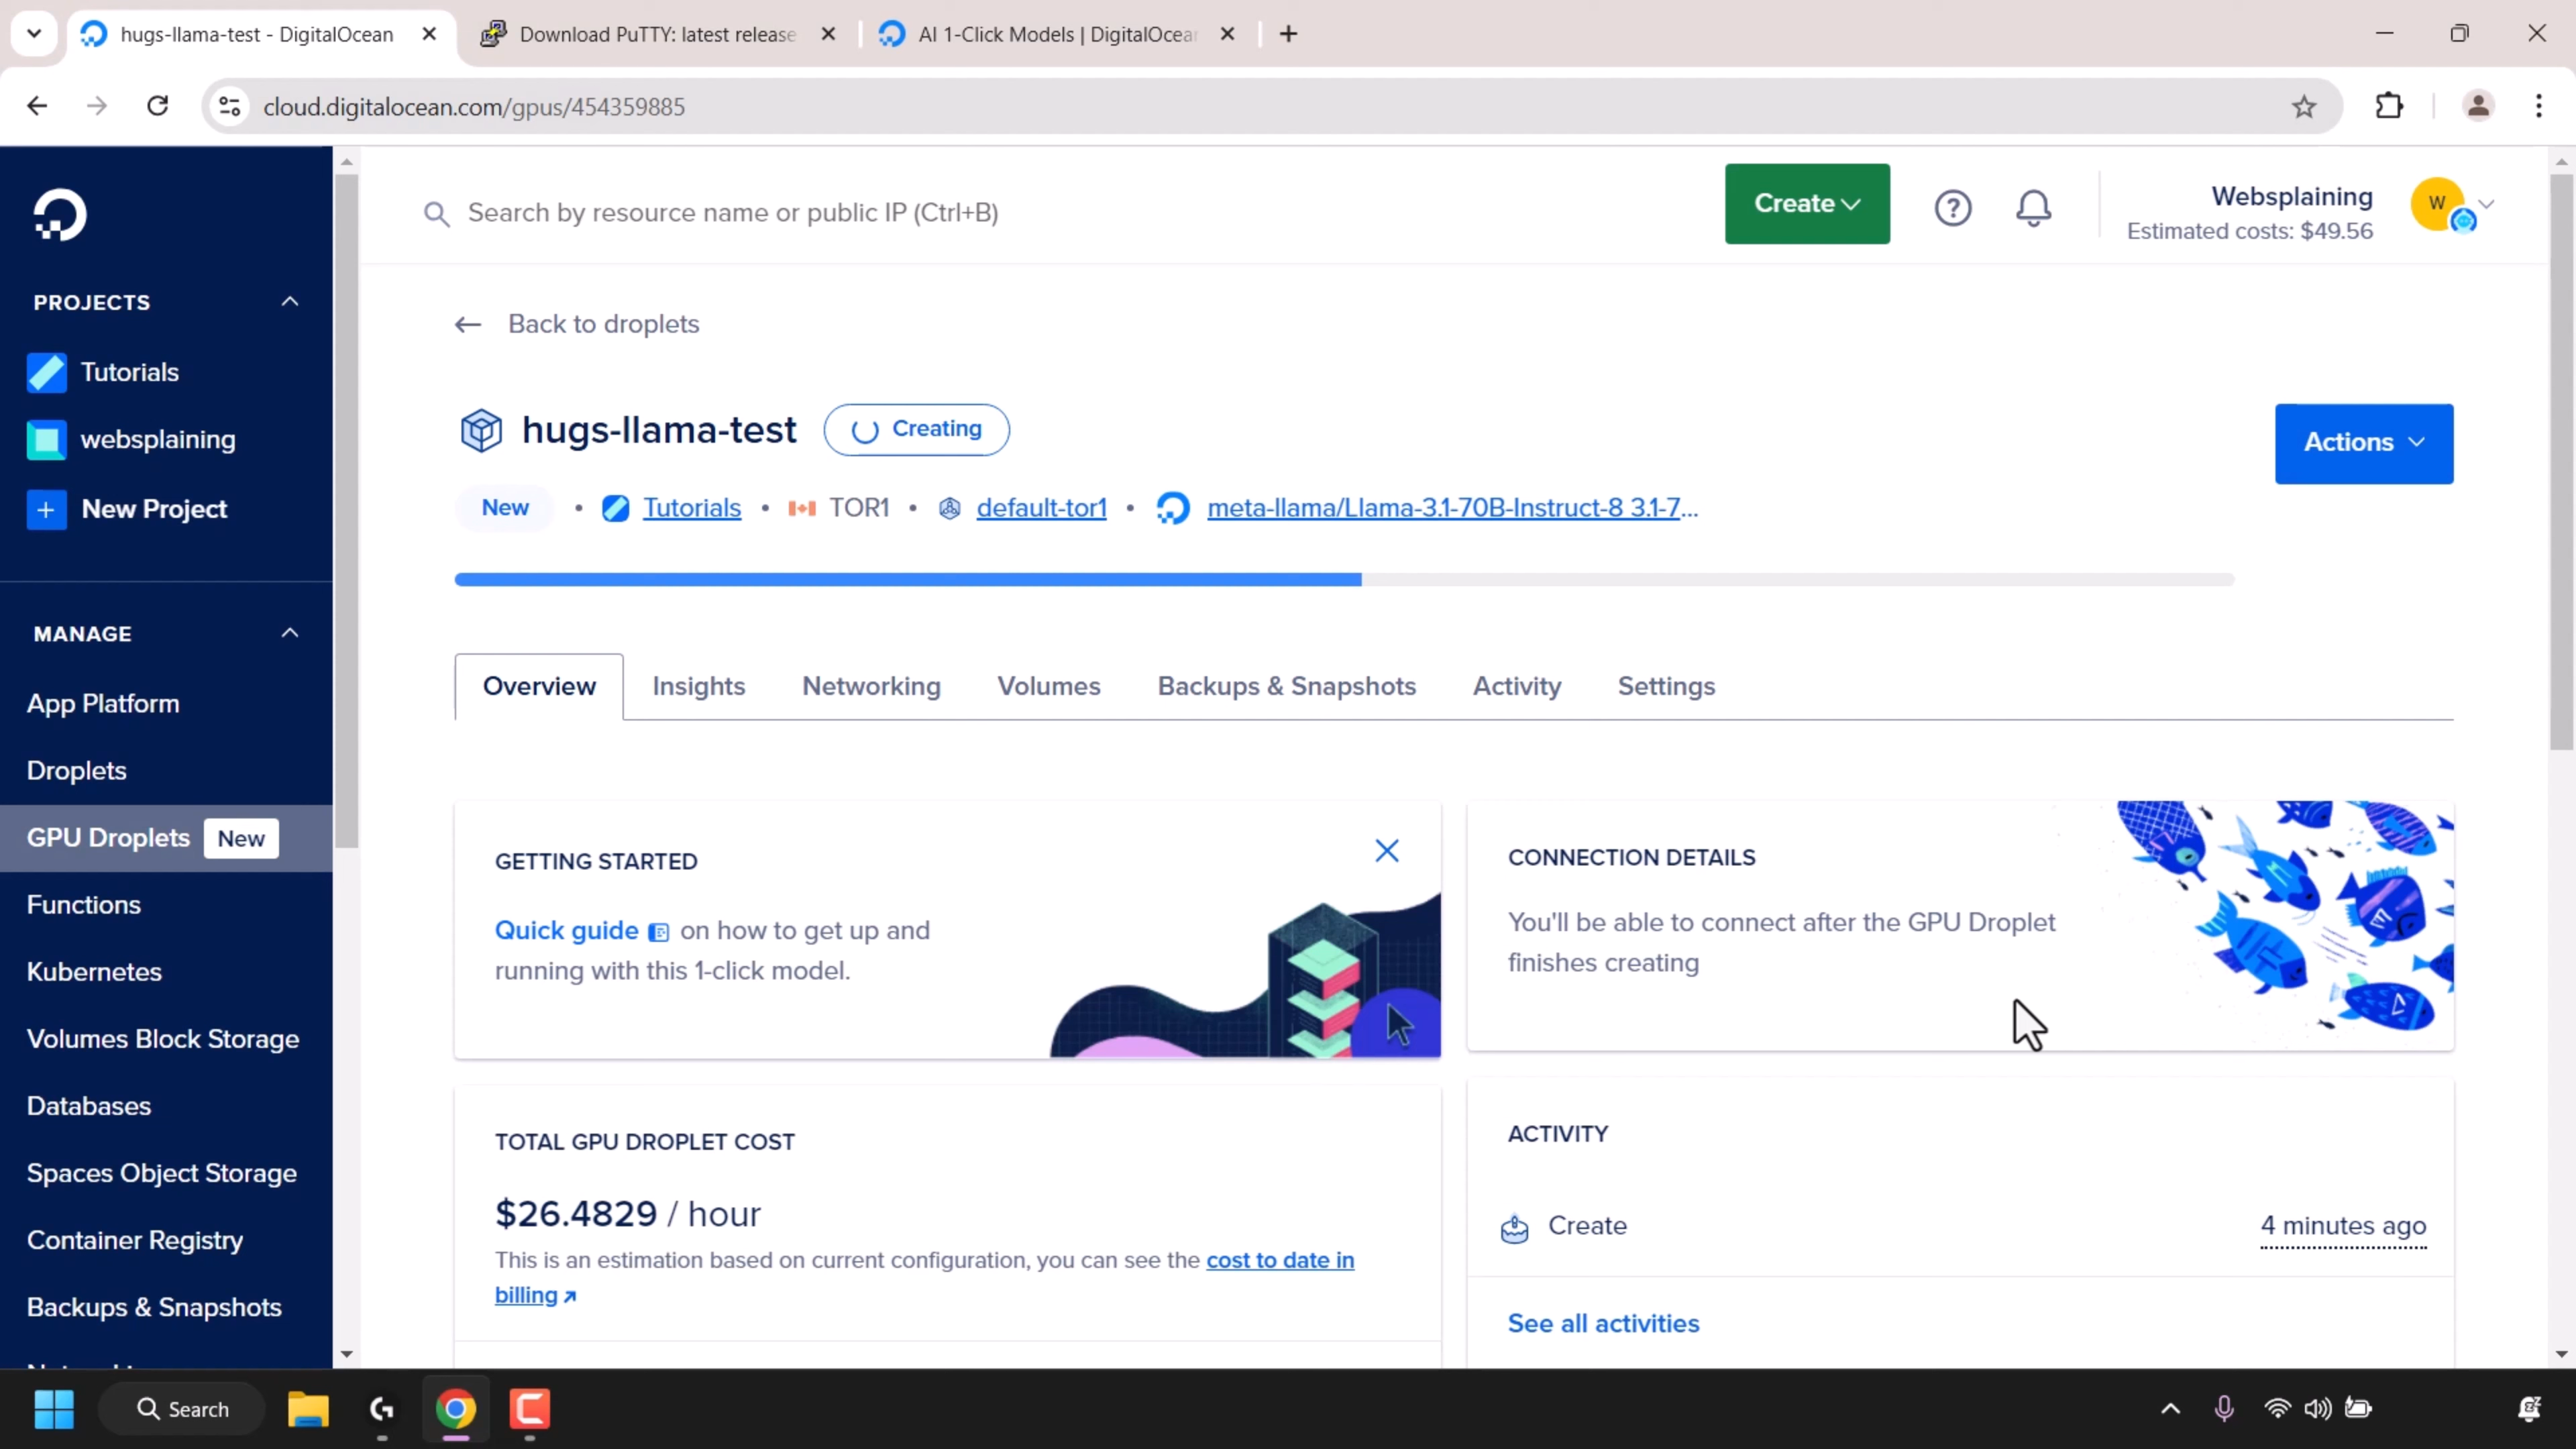 hugs-llama-test - DigitalOcean
Download PuTTY: latest release
AI 1-Click Models | DigitalOcean
cloud.digitalocean.com/gpus/454359885
Search by resource name or public IP (Ctrl+B)
Create
Websplaining
Estimated costs: $49.56
W
PROJECTS
Tutorials
websplaining
New Project
MANAGE
App Platform
Droplets
GPU Droplets New
Functions
Kubernetes
Volumes Block Storage
Databases
Spaces Object Storage
Container Registry
Backups & Snapshots
Back to droplets
hugs-llama-test Creating
Actions
New • Tutorials • TOR1 • default-tor1 • meta-llama/Llama-3.1-70B-Instruct-8 3.1-7...
Overview Insights Networking Volumes Backups & Snapshots Activity Settings
GETTING STARTED
Quick guide on how to get up and
running with this 1-click model.
CONNECTION DETAILS
You'll be able to connect after the GPU Droplet
finishes creating
TOTAL GPU DROPLET COST
$26.4829 / hour
This is an estimation based on current configuration, you can see the cost to date in
billing
ACTIVITY
Create 4 minutes ago
See all activities
Search